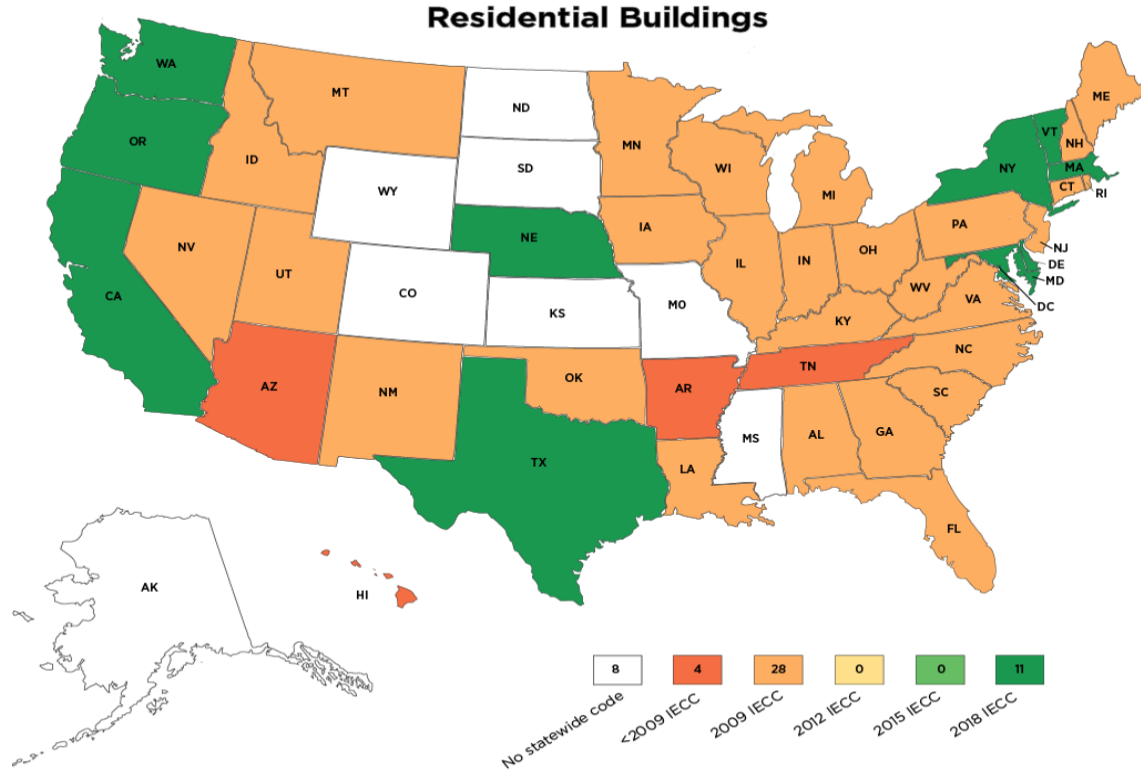 Residential Buildings
WA
MT
ND
ME
OR
ID
MN
VT
NH
SD
WI
NY
MA
WY
MI
CT
RI
IA
PA
NE
NV
UT
IL
IN
OH
NJ
DE
MD
DC
CA
CO
KS
MO
WV
VA
KY
NC
TN
AZ
NM
OK
AR
SC
MS
AL
GA
TX
LA
FL
AK
HI
8
4
28
0
0
11
No statewide code
<2009 IECC
2009 IECC
2012 IECC
2015 IECC
2018 IECC